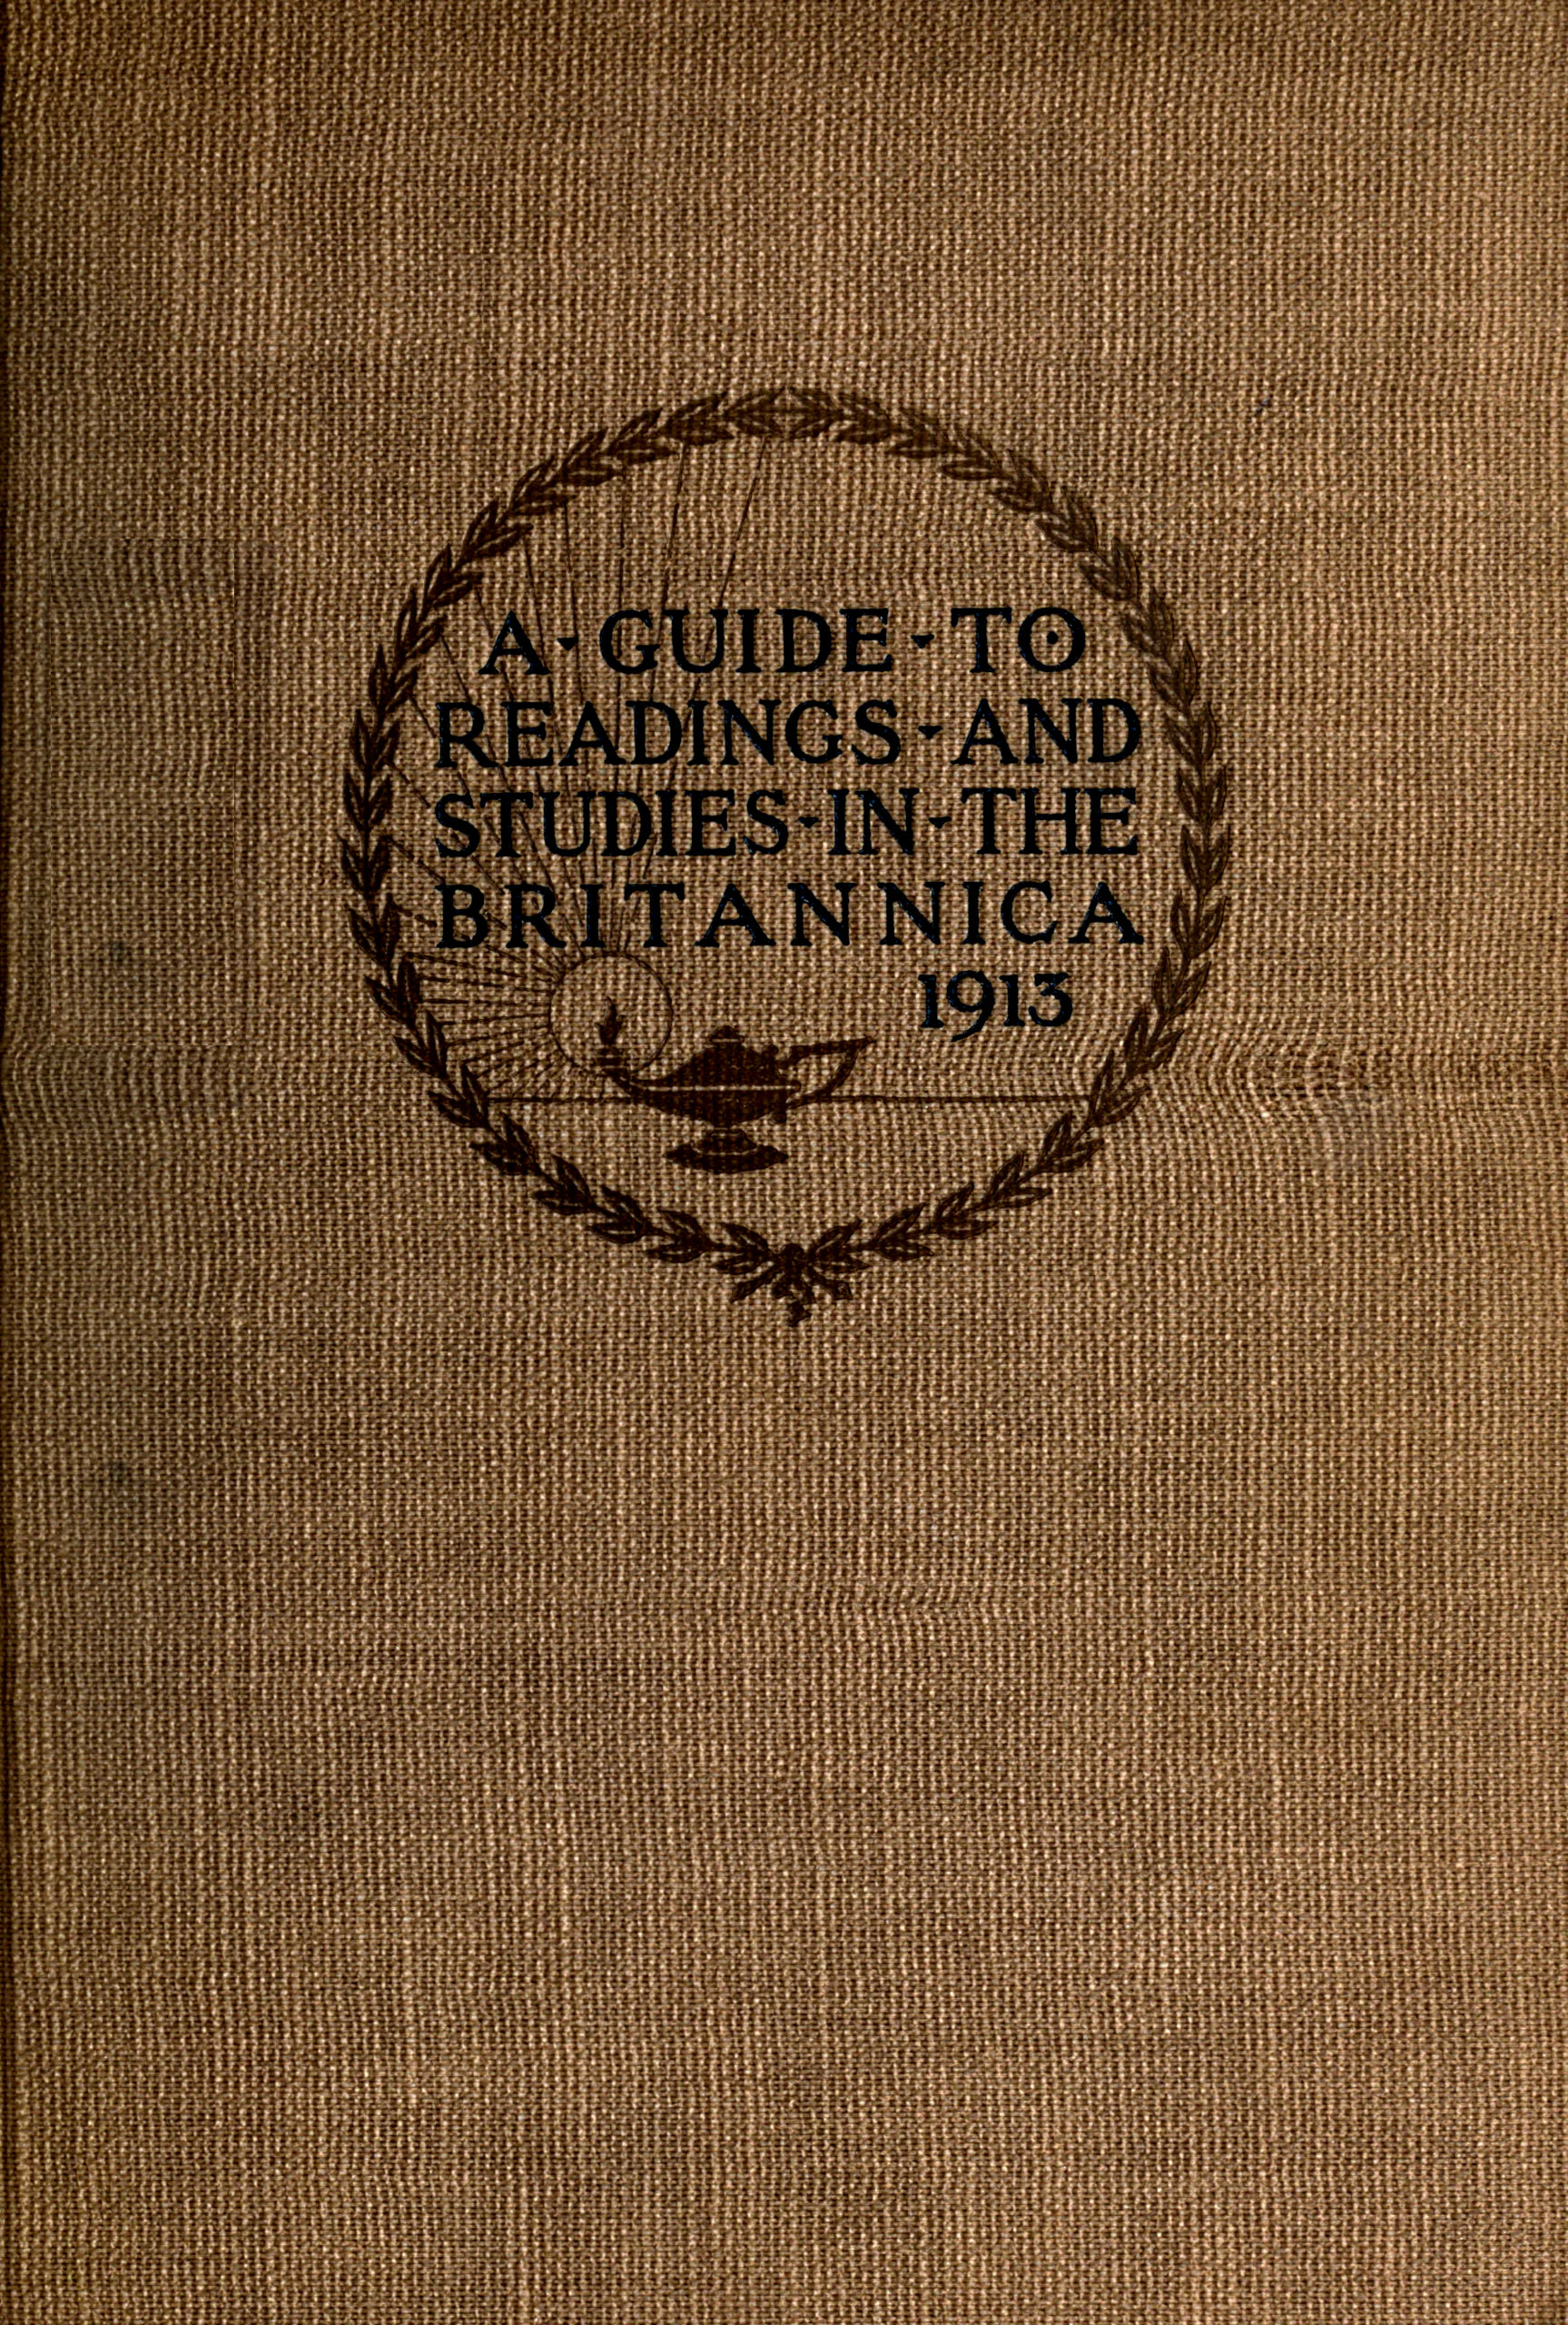 A · GUIDE · TO
READINGS · AND
STUDIES · IN · THE
BRITANNICA
1913